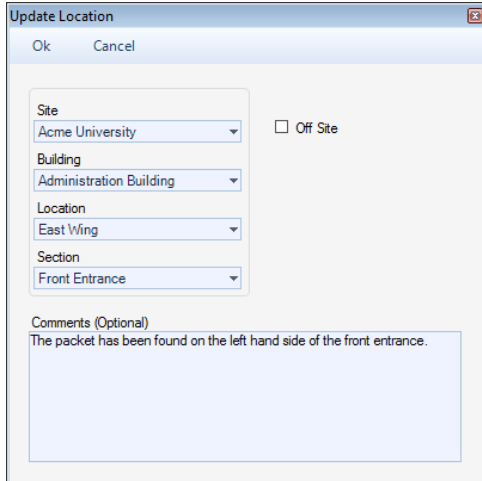 Update Location
Ok Cancel
Site
Acme University
Off Site
Building
Administration Building
Location
East Wing
Section
Front Entrance
Comments (Optional)
The packet has been found on the left hand side of the front entrance.